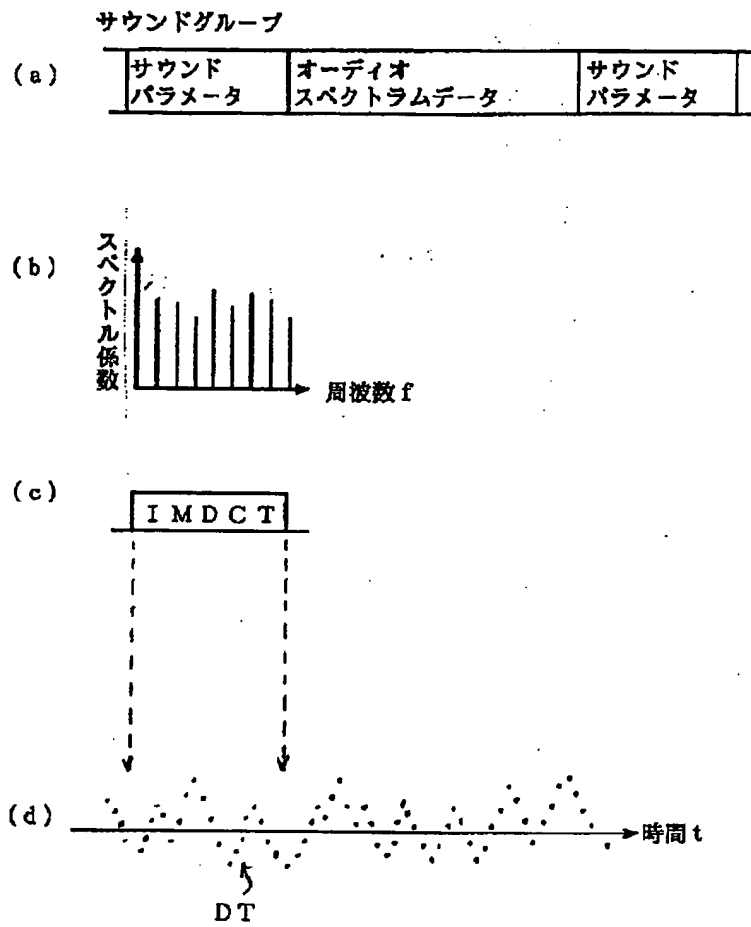 サウンドグループ
(a)
サウンド
パラメータ
オーディオ
スペクトラムデータ
サウンド
パラメータ
(b)
スペクトル係数
周波数f
(c)
IMDCT
(d)
時間t
DT